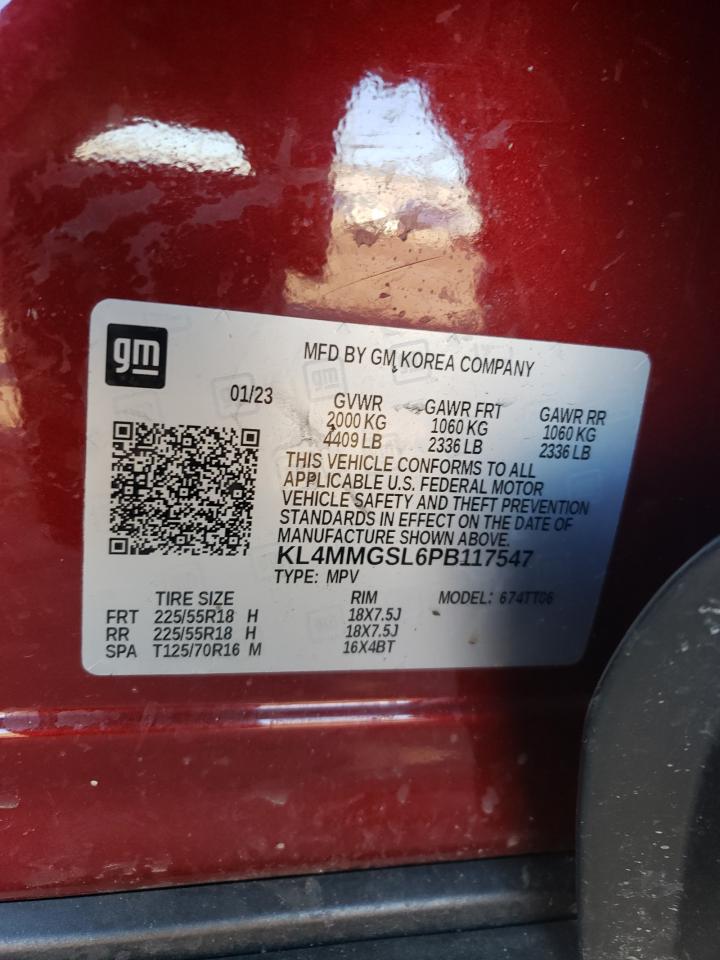 gm
MFD BY GM KOREA COMPANY
01/23
GVWR GAWR FRT GAWR RR
2000 KG 1060 KG 1060 KG
4409 LB 2336 LB 2336 LB
THIS VEHICLE CONFORMS TO ALL
APPLICABLE U.S. FEDERAL MOTOR
VEHICLE SAFETY AND THEFT PREVENTION
STANDARDS IN EFFECT ON THE DATE OF
MANUFACTURE SHOWN ABOVE.
KL4MMGSL6PB117547
TYPE: MPV
TIRE SIZE RIM MODEL: 674TT06
FRT 225/55R18 H 18X7.5J
RR 225/55R18 H 18X7.5J
SPA T125/70R16 M 16X4BT